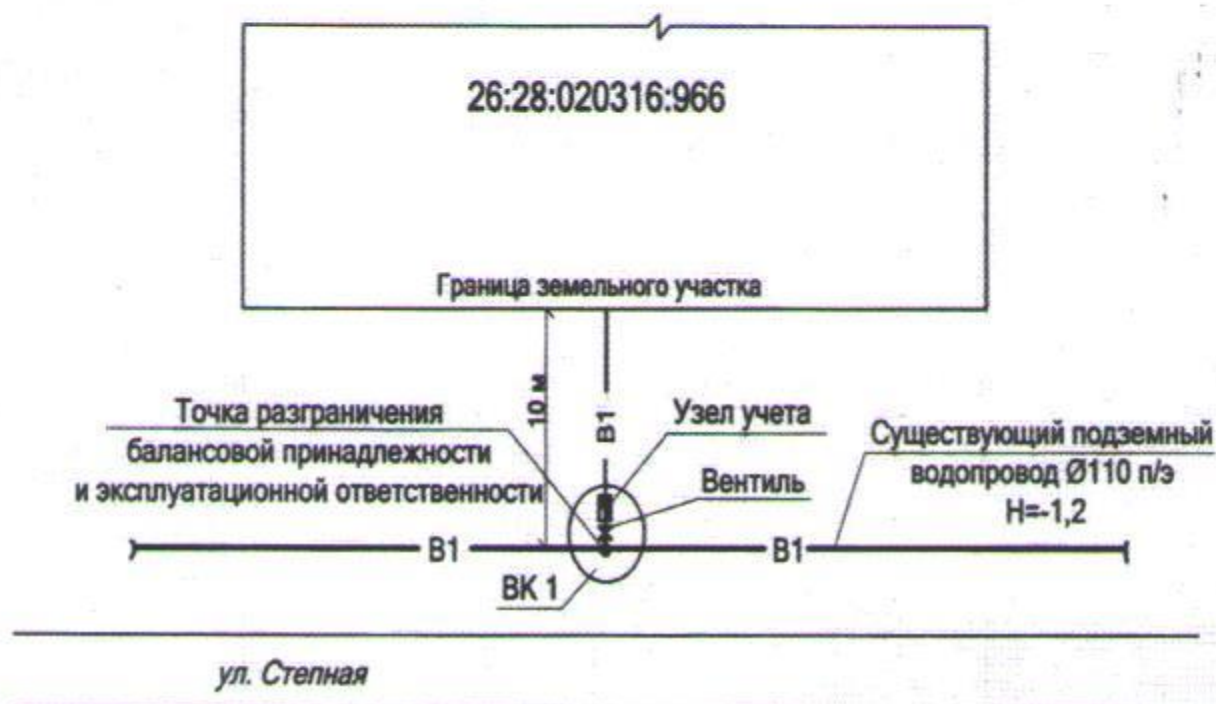 26:28:020316:966
Граница земельного участка
10 м
В1
Точка разграничения
балансовой принадлежности
и эксплуатационной ответственности
Узел учета
Вентиль
Существующий подземный
водопровод Ø110 п/э
Н=-1,2
В1
В1
ВК 1
ул. Степная